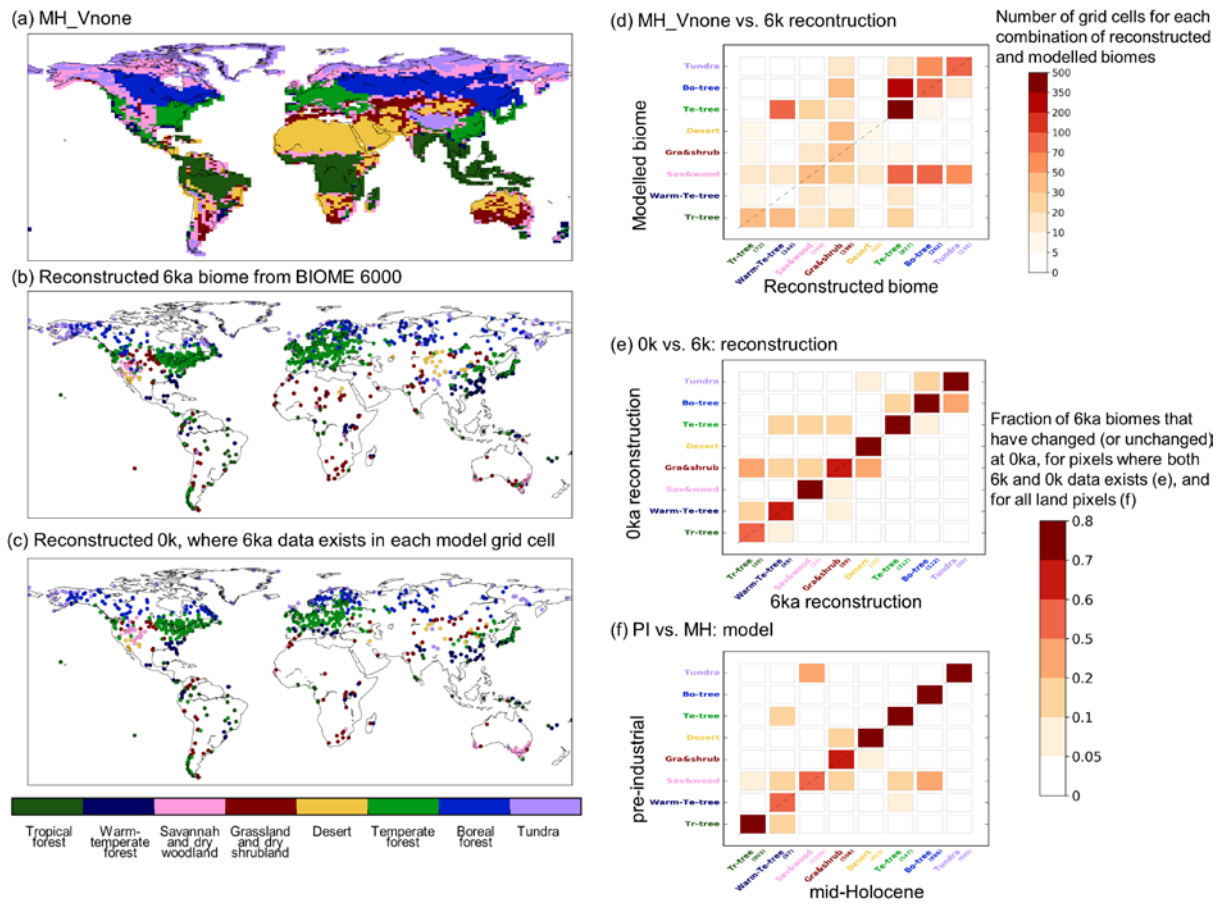 (a) MH_Vnone
(b) Reconstructed 6ka biome from BIOME 6000
(c) Reconstructed 0k, where 6ka data exists in each model grid cell
Tropical forest
Warm-temperate forest
Savannah and dry woodland
Grassland and dry shrubland
Desert
Temperate forest
Boreal forest
Tundra
(d) MH_Vnone vs. 6k recontruction
Modelled biome
Tundra
Bo-tree
Te-tree
Desert
Gra&shrub
Sav&wood
Warm-Te-tree
Tr-tree
Tr-tree
Warm-Te-tree
Sav&wood
Gra&shrub
Desert
Te-tree
Bo-tree
Tundra
Reconstructed biome
Number of grid cells for each
combination of reconstructed
and modelled biomes
500
350
200
100
70
50
30
20
10
5
0
(e) 0k vs. 6k: reconstruction
0ka reconstruction
Tundra
Bo-tree
Te-tree
Desert
Gra&shrub
Sav&wood
Warm-Te-tree
Tr-tree
Tr-tree
Warm-Te-tree
Sav&wood
Gra&shrub
Desert
Te-tree
Bo-tree
Tundra
6ka reconstruction
Fraction of 6ka biomes that
have changed (or unchanged)
at 0ka, for pixels where both
6k and 0k data exists (e), and
for all land pixels (f)
0.8
0.7
0.6
0.5
0.2
0.1
0.05
0
(f) PI vs. MH: model
pre-industrial
Tundra
Bo-tree
Te-tree
Desert
Gra&shrub
Sav&wood
Warm-Te-tree
Tr-tree
Tr-tree
Warm-Te-tree
Sav&wood
Gra&shrub
Desert
Te-tree
Bo-tree
Tundra
mid-Holocene